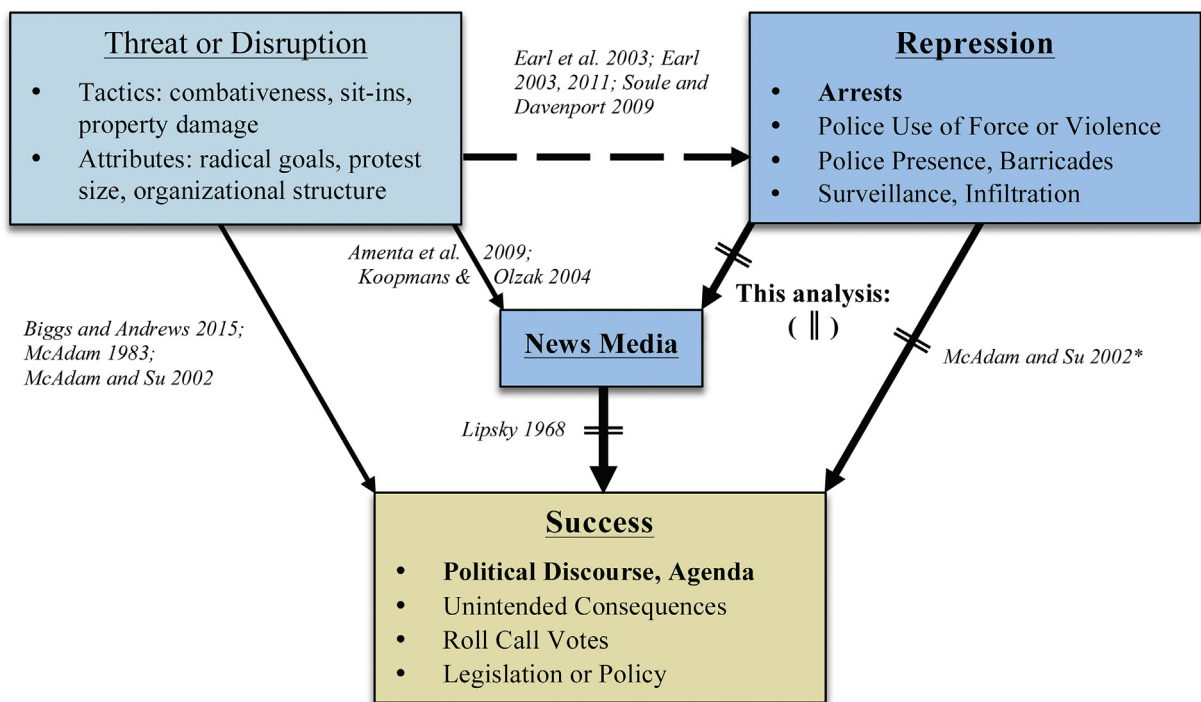 Threat or Disruption
• Tactics: combativeness, sit-ins,
property damage
• Attributes: radical goals, protest
size, organizational structure
Earl et al. 2003; Earl
2003, 2011; Soule and
Davenport 2009
Repression
• Arrests
• Police Use of Force or Violence
• Police Presence, Barricades
• Surveillance, Infiltration
Amenta et al. 2009;
Koopmans & Olzak 2004
This analysis:
( || )
News Media
Biggs and Andrews 2015;
McAdam 1983;
McAdam and Su 2002
McAdam and Su 2002*
Lipsky 1968
Success
• Political Discourse, Agenda
• Unintended Consequences
• Roll Call Votes
• Legislation or Policy